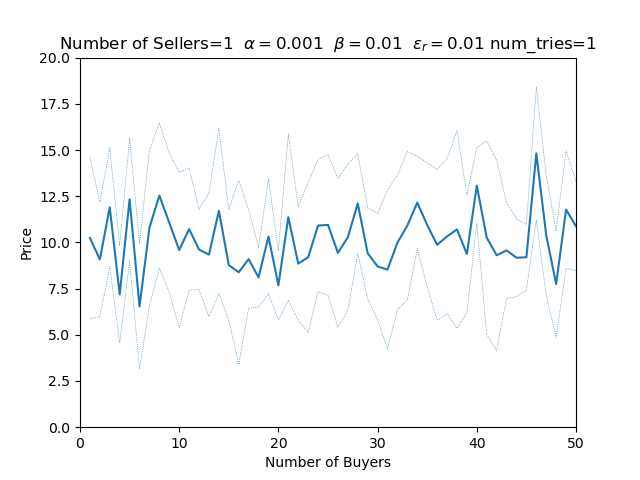 Number of Sellers=1 α = 0.001 β = 0.01 ε_r = 0.01 num_tries=1
20.0
17.5
15.0
12.5
10.0
7.5
5.0
2.5
0.0
Price
0 10 20 30 40 50
Number of Buyers